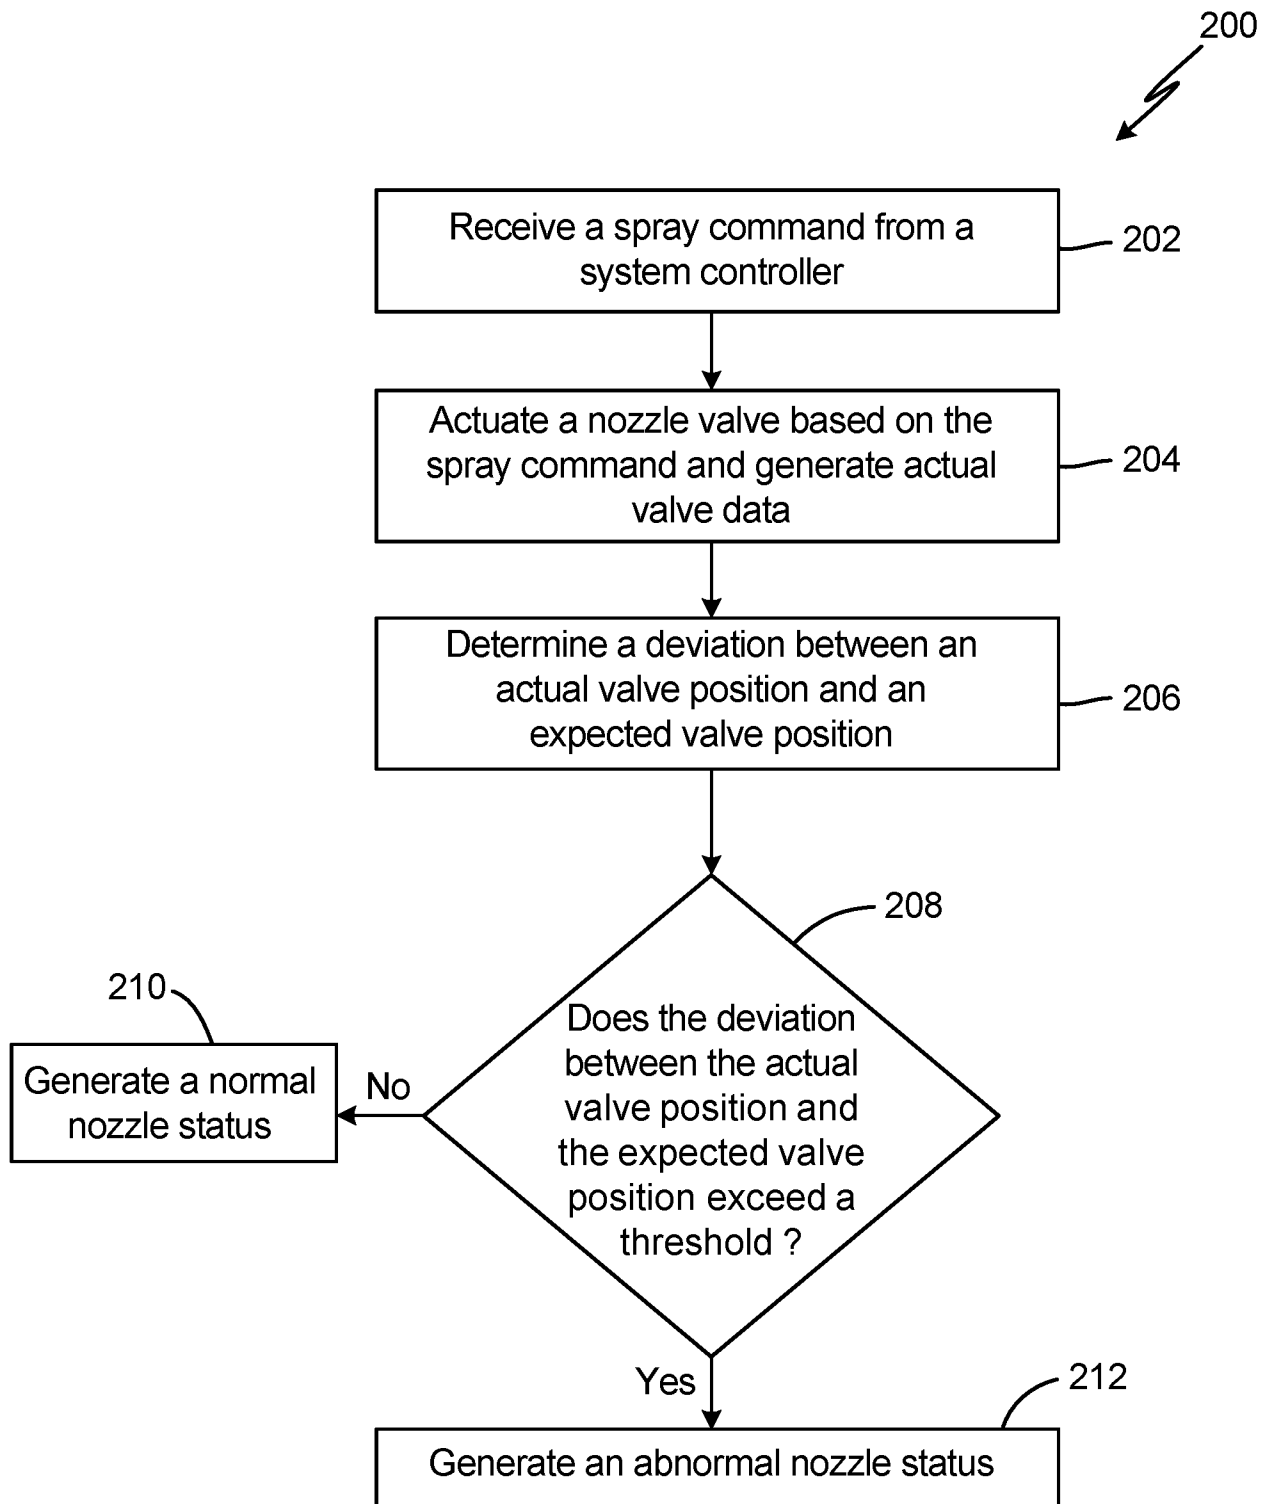 200
Receive a spray command from a
system controller
202
Actuate a nozzle valve based on the
spray command and generate actual
valve data
204
Determine a deviation between an
actual valve position and an
expected valve position
206
208
Does the deviation
between the actual
valve position and
the expected valve
position exceed a
threshold ?
210
No
Generate a normal
nozzle status
Yes
212
Generate an abnormal nozzle status